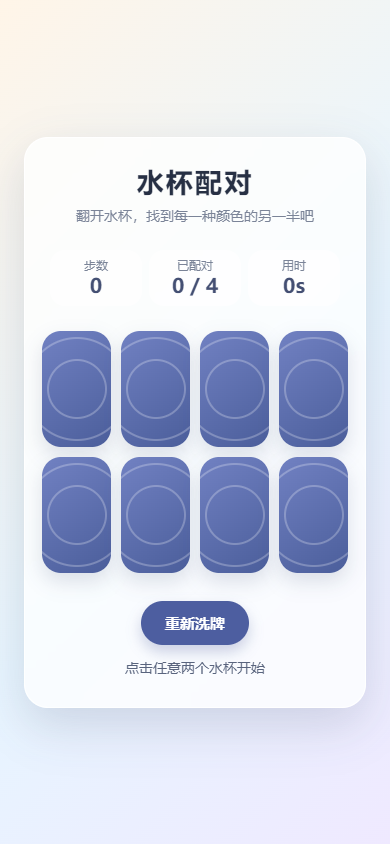 水杯配对
翻开水杯，找到每一种颜色的另一半吧
步数
0
已配对
0 / 4
用时
0s
重新洗牌
点击任意两个水杯开始